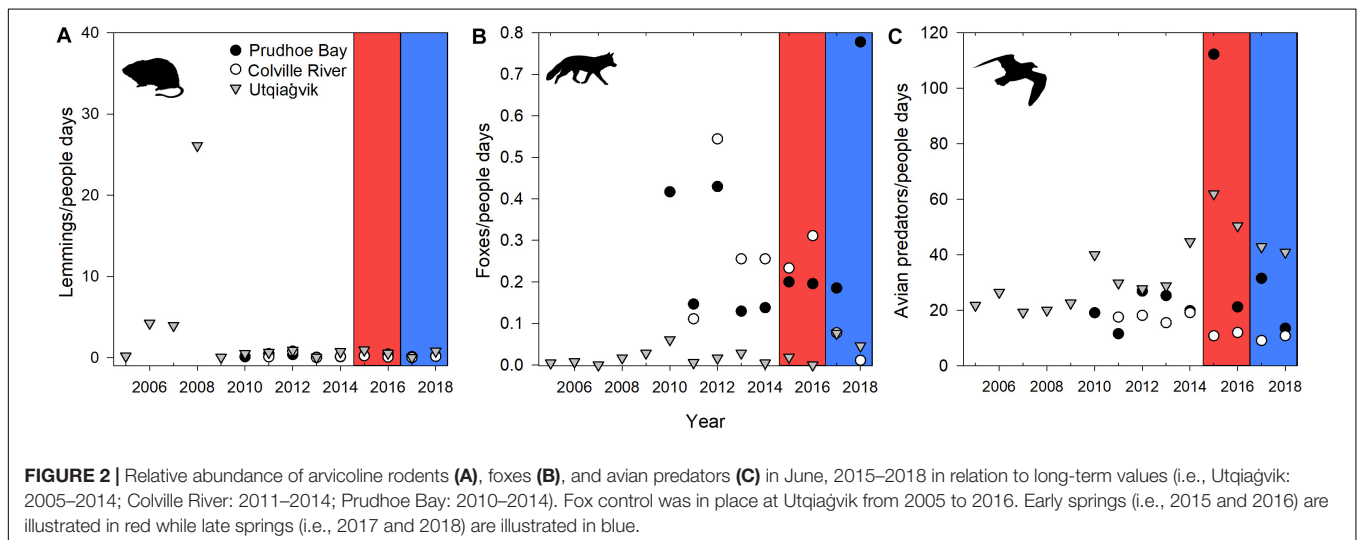 A
40
30
20
10
0
Lemmings/people days
Prudhoe Bay
Colville River
Utqiaġvik
2006 2008 2010 2012 2014 2016 2018
B
0.8
0.7
0.6
0.5
0.4
0.3
0.2
0.1
0.0
Foxes/people days
2006 2008 2010 2012 2014 2016 2018
Year
C
120
100
80
60
40
20
0
Avian predators/people days
2006 2008 2010 2012 2014 2016 2018
FIGURE 2 | Relative abundance of arvicoline rodents (A), foxes (B), and avian predators (C) in June, 2015–2018 in relation to long-term values (i.e., Utqiaġvik:
2005–2014; Colville River: 2011–2014; Prudhoe Bay: 2010–2014). Fox control was in place at Utqiaġvik from 2005 to 2016. Early springs (i.e., 2015 and 2016) are
illustrated in red while late springs (i.e., 2017 and 2018) are illustrated in blue.